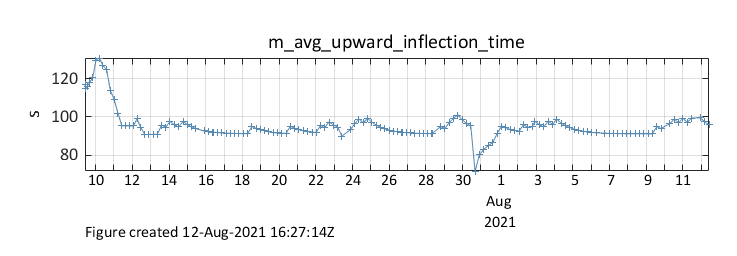 m_avg_upward_inflection_time
120
100
80
s
10 12 14 16 18 20 22 24 26 28 30 1 3 5 7 9 11
Aug
2021
Figure created 12-Aug-2021 16:27:14Z